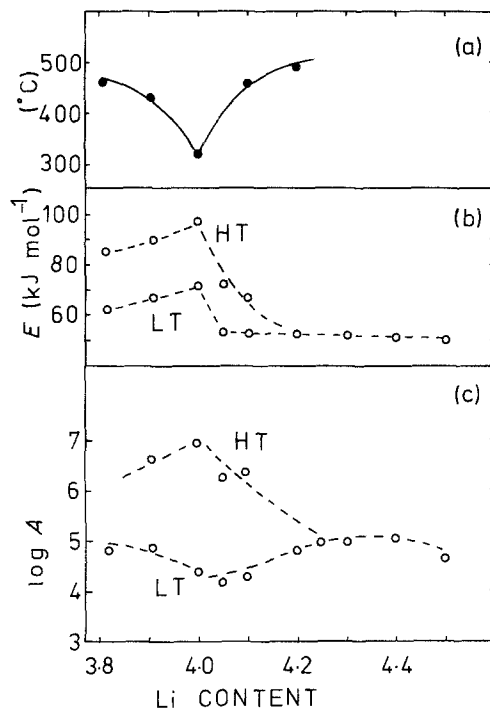 (a)
500
400
300
(°C)
(b)
100
80
60
E (kJ mol⁻¹)
HT
LT
(c)
7
6
5
4
3
log A
HT
LT
3·8
4·0
4·2
4·4
Li CONTENT